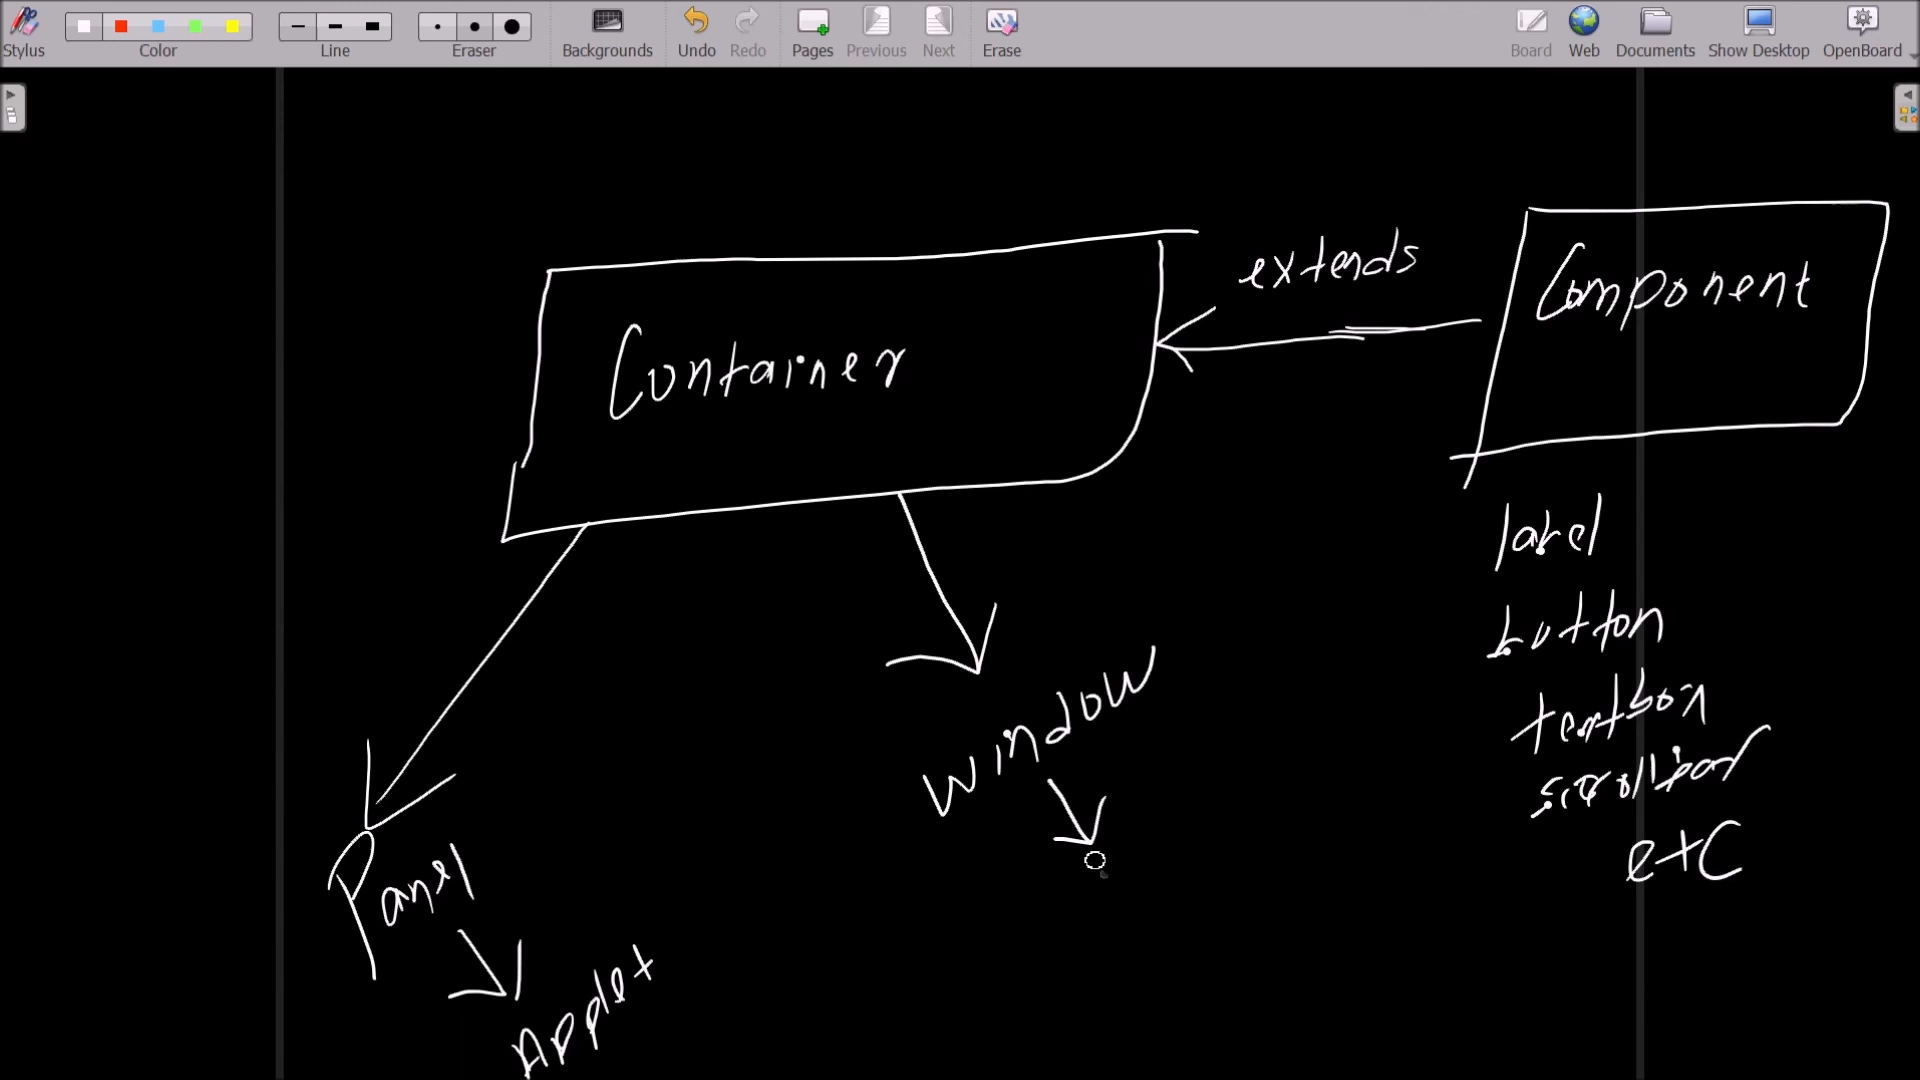 Stylus
Color
Line
Eraser
Backgrounds
Undo
Redo
Pages
Previous
Next
Erase
Board
Web
Documents
Show Desktop
OpenBoard
extends
Component
Container
label
button
textbox
scrollbar
etC
window
Panel
Applet